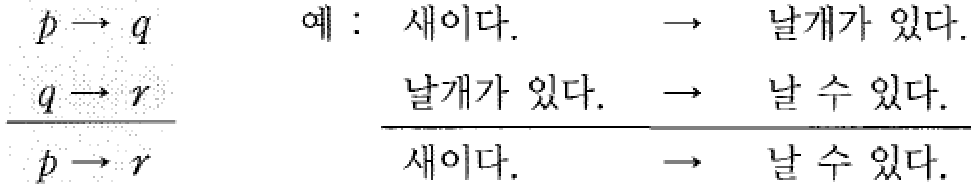 p → q 예 : 새이다. → 날개가 있다.
q → r 날개가 있다. → 날 수 있다.
p → r 새이다. → 날 수 있다.